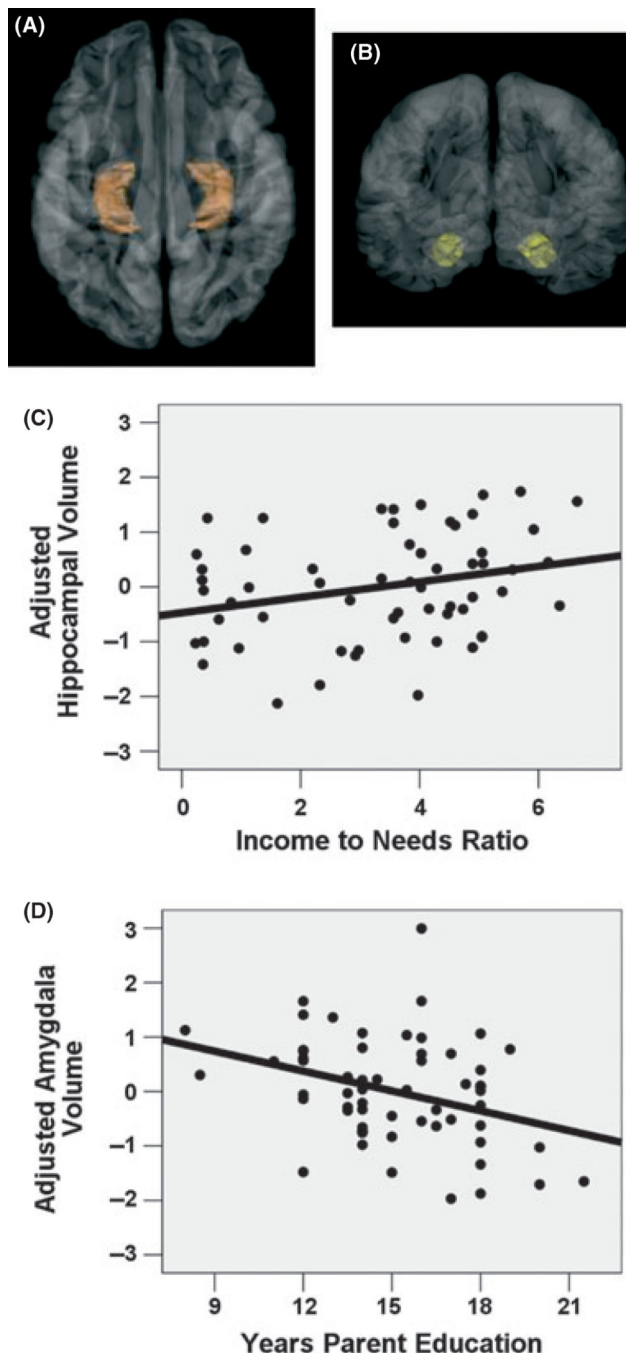 (A)
(B)
(C)
Adjusted
Hippocampal Volume
3
2
1
0
–1
–2
–3
0 2 4 6
Income to Needs Ratio
(D)
Adjusted Amygdala
Volume
3
2
1
0
–1
–2
–3
9 12 15 18 21
Years Parent Education